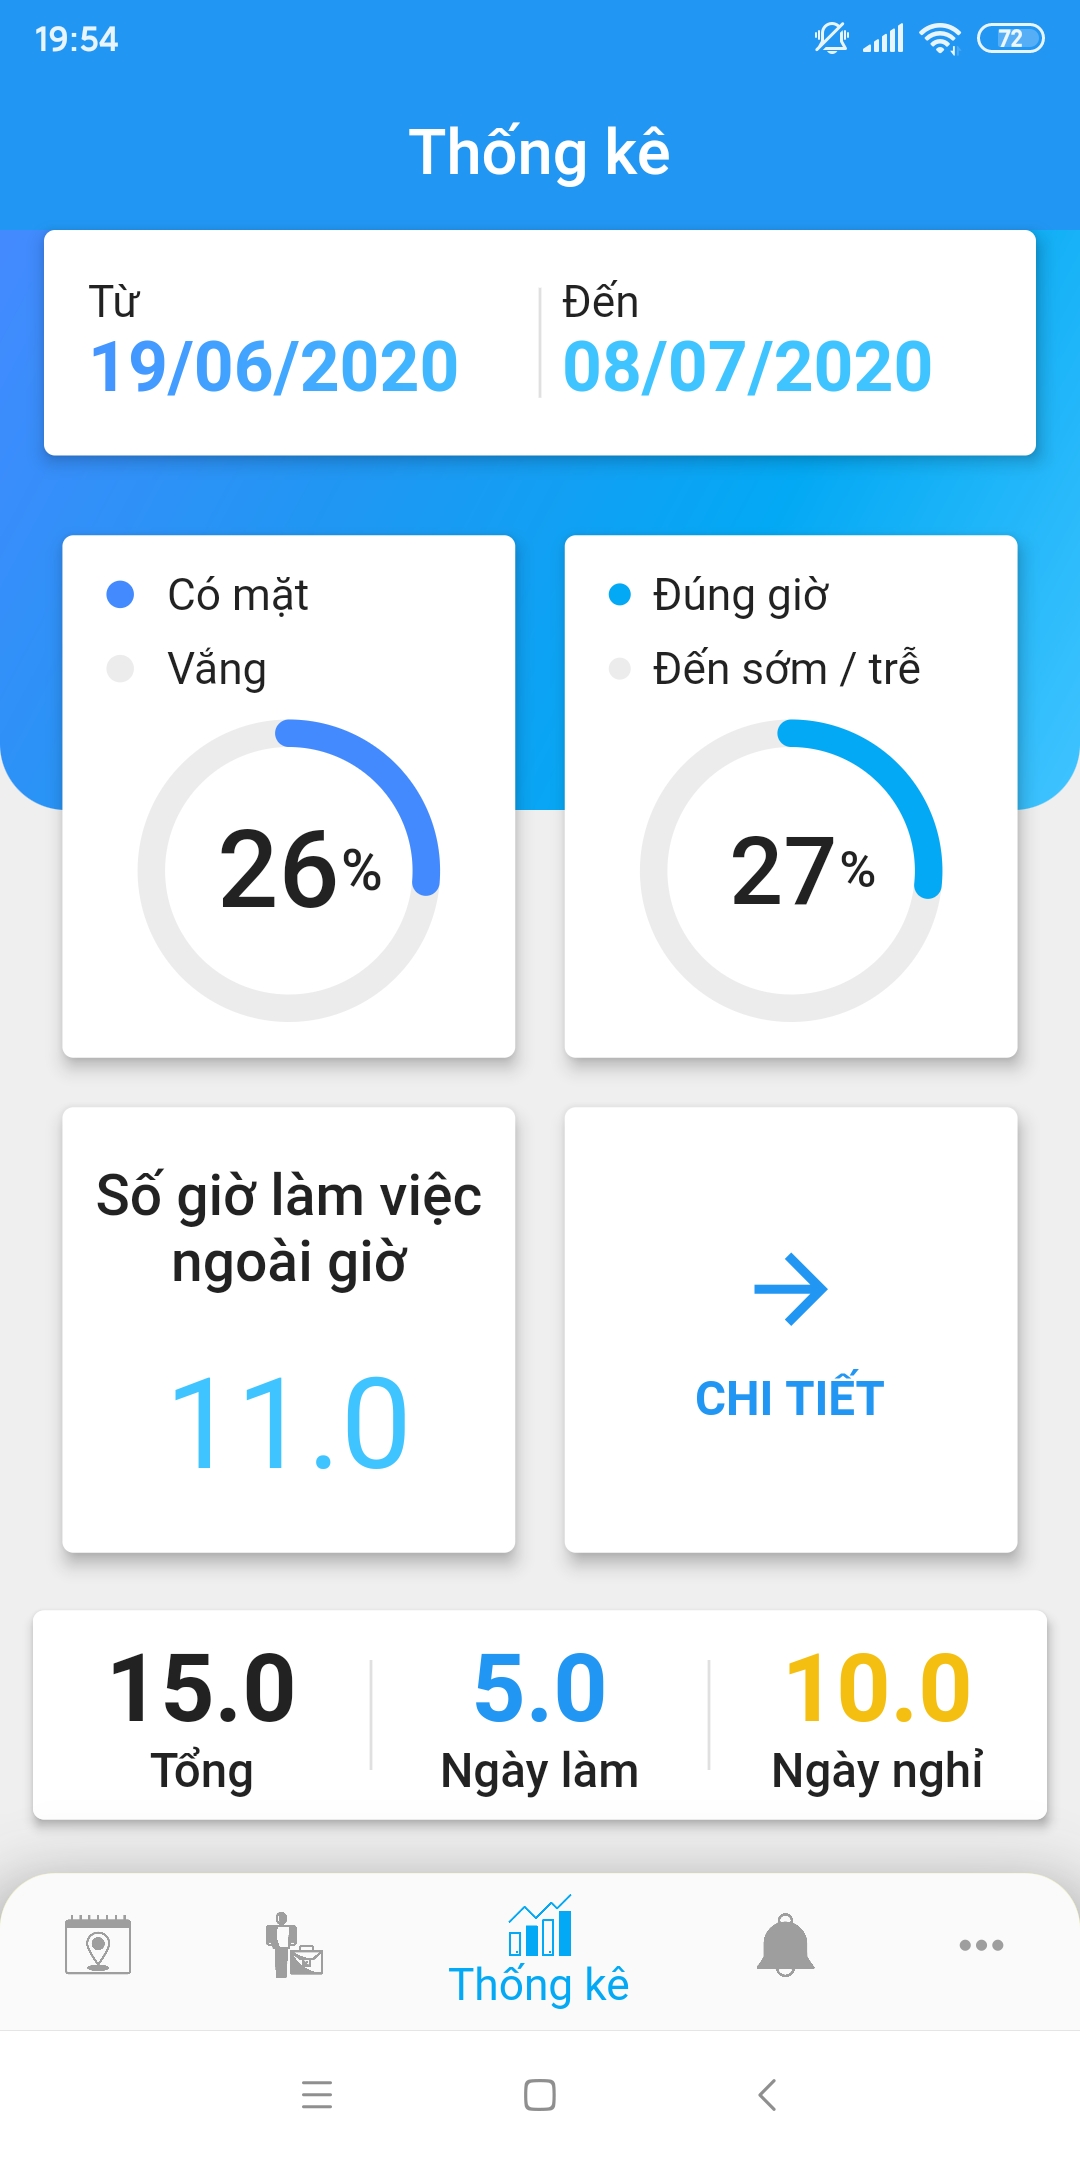 19:54
72
Thống kê
Từ
19/06/2020
Đến
08/07/2020
Có mặt
Vắng
26%
Đúng giờ
Đến sớm / trễ
27%
Số giờ làm việc
ngoài giờ
11.0
CHI TIẾT
15.0
Tổng
5.0
Ngày làm
10.0
Ngày nghỉ
Thống kê